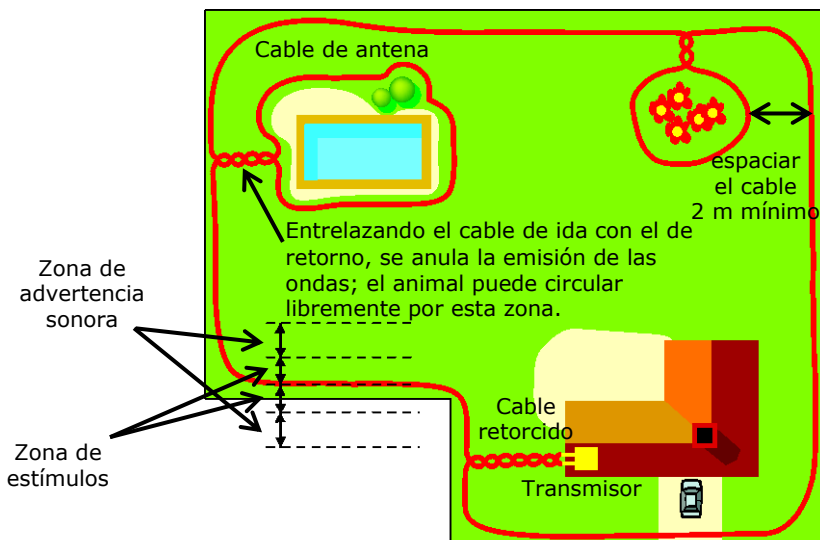 Cable de antena
espaciar
el cable
2 m mínimo
Entrelazando el cable de ida con el de
retorno, se anula la emisión de las
ondas; el animal puede circular
libremente por esta zona.
Zona de
advertencia
sonora
Zona de
estímulos
Cable
retorcido
Transmisor